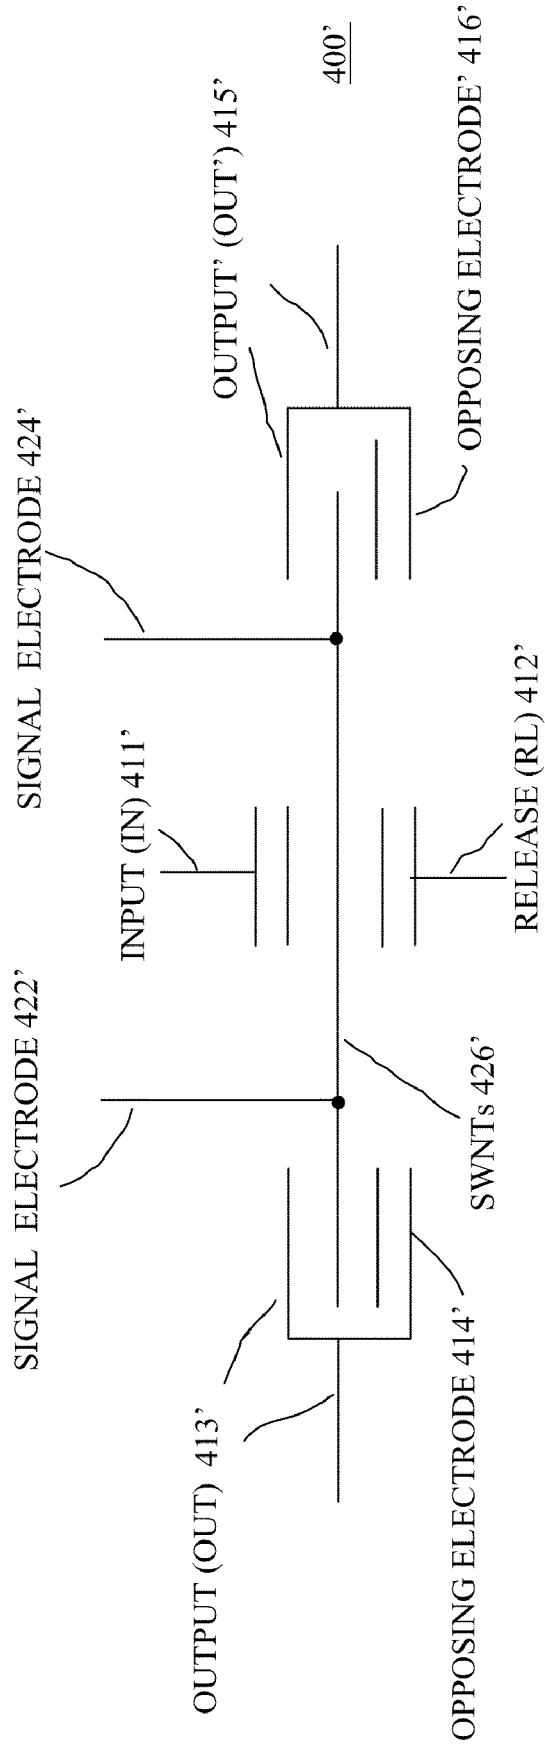 400’
SIGNAL ELECTRODE 422’
SIGNAL ELECTRODE 424’
INPUT (IN) 411’
OUTPUT (OUT) 413’
OUTPUT’ (OUT’) 415’
SWNTs 426’
OPPOSING ELECTRODE 414’
RELEASE (RL) 412’
OPPOSING ELECTRODE’ 416’